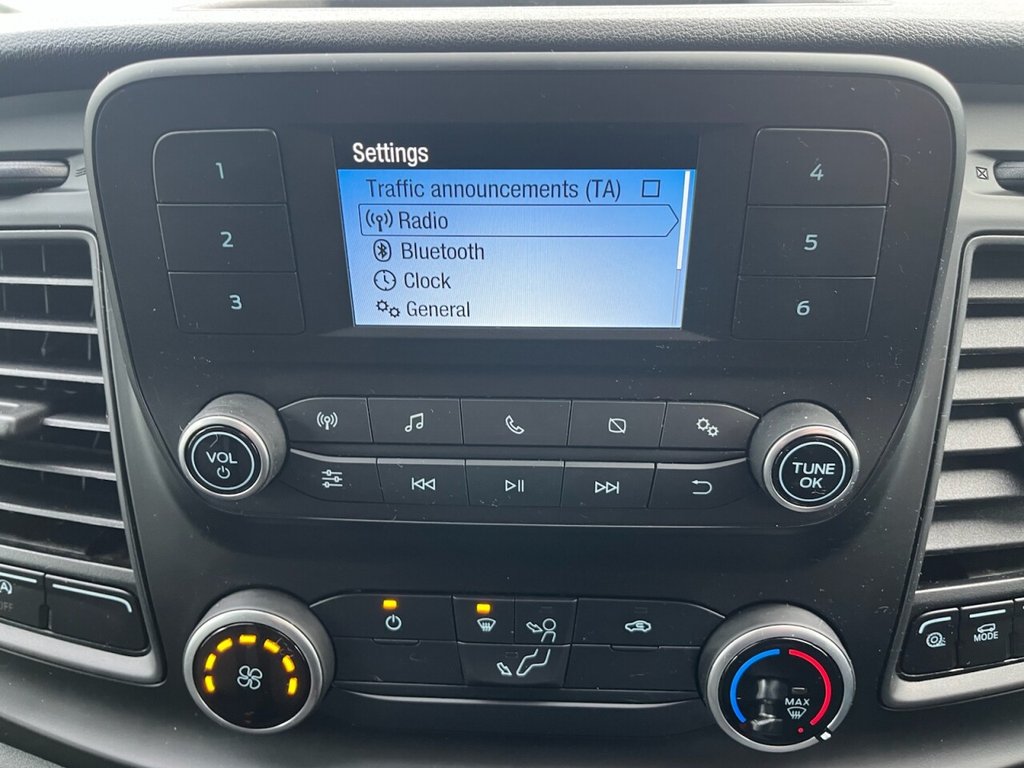 Settings
Traffic announcements (TA)
Radio
Bluetooth
Clock
General
1
2
3
4
5
6
VOL
TUNE
OK
OFF
MODE
MAX